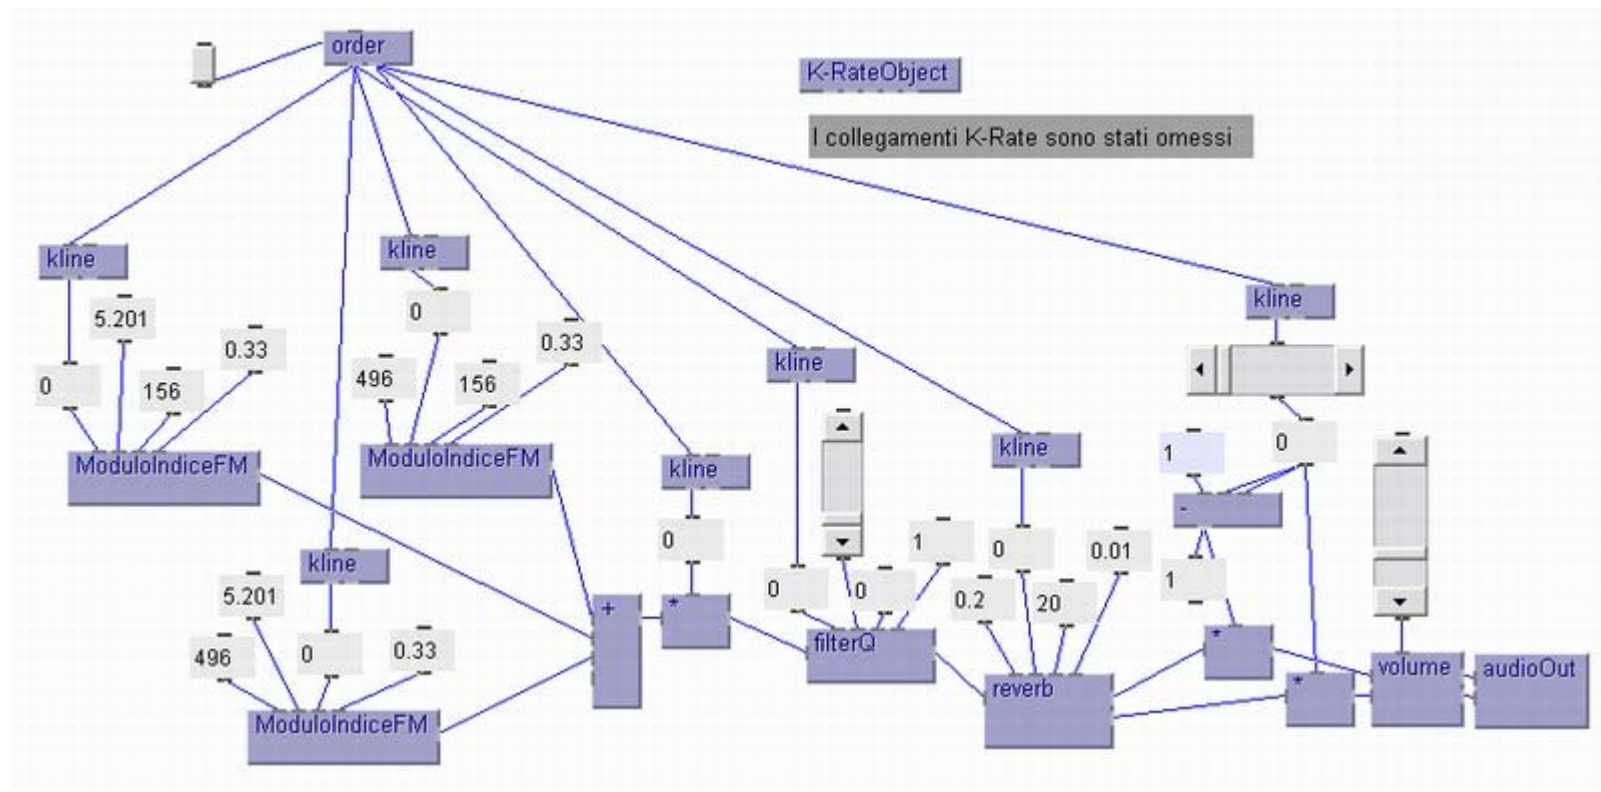 order
K-RateObject
I collegamenti K-Rate sono stati omessi
kline
kline
kline
5.201
0
0.33
0.33
kline
0
156
496
156
1
0
ModuloIndiceFM
ModuloIndiceFM
kline
kline
-
kline
0
1
0
0.01
1
5.201
0
0
0.2
20
496
0
0.33
+
*
filterQ
*
reverb
*
volume
audioOut
ModuloIndiceFM